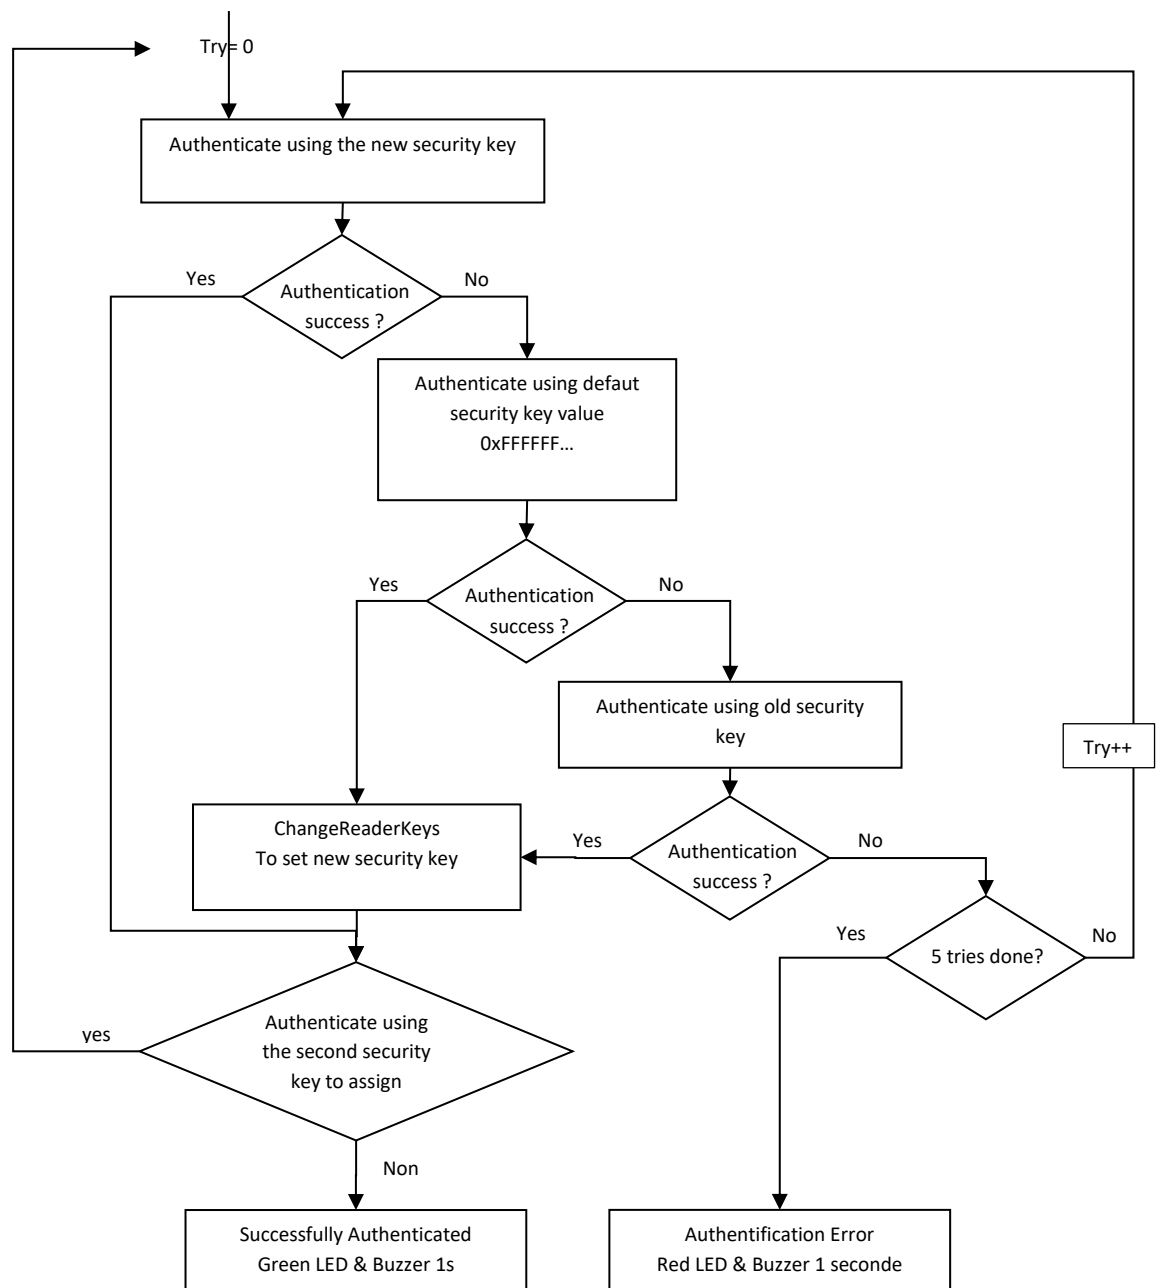 Try= 0
Authenticate using the new security key
Yes
No
Authentication
success ?
Authenticate using defaut
security key value
0xFFFFFF...
Yes
No
Authentication
success ?
Authenticate using old security
key
Try++
ChangeReaderKeys
To set new security key
Yes
Authentication
success ?
No
Yes
5 tries done?
No
yes
Authenticate using
the second security
key to assign
Non
Successfully Authenticated
Green LED & Buzzer 1s
Authentification Error
Red LED & Buzzer 1 seconde